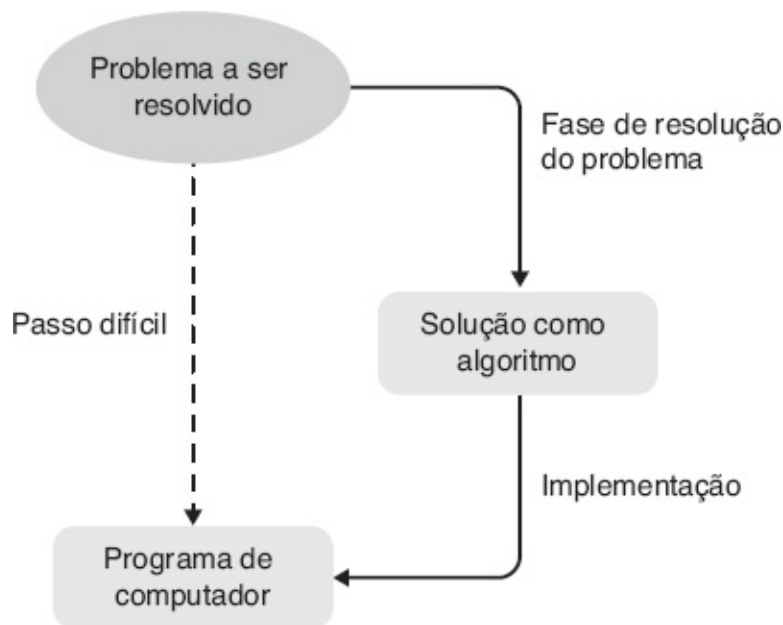 Problema a ser
resolvido
Fase de resolução
do problema
Passo difícil
Solução como
algoritmo
Implementação
Programa de
computador